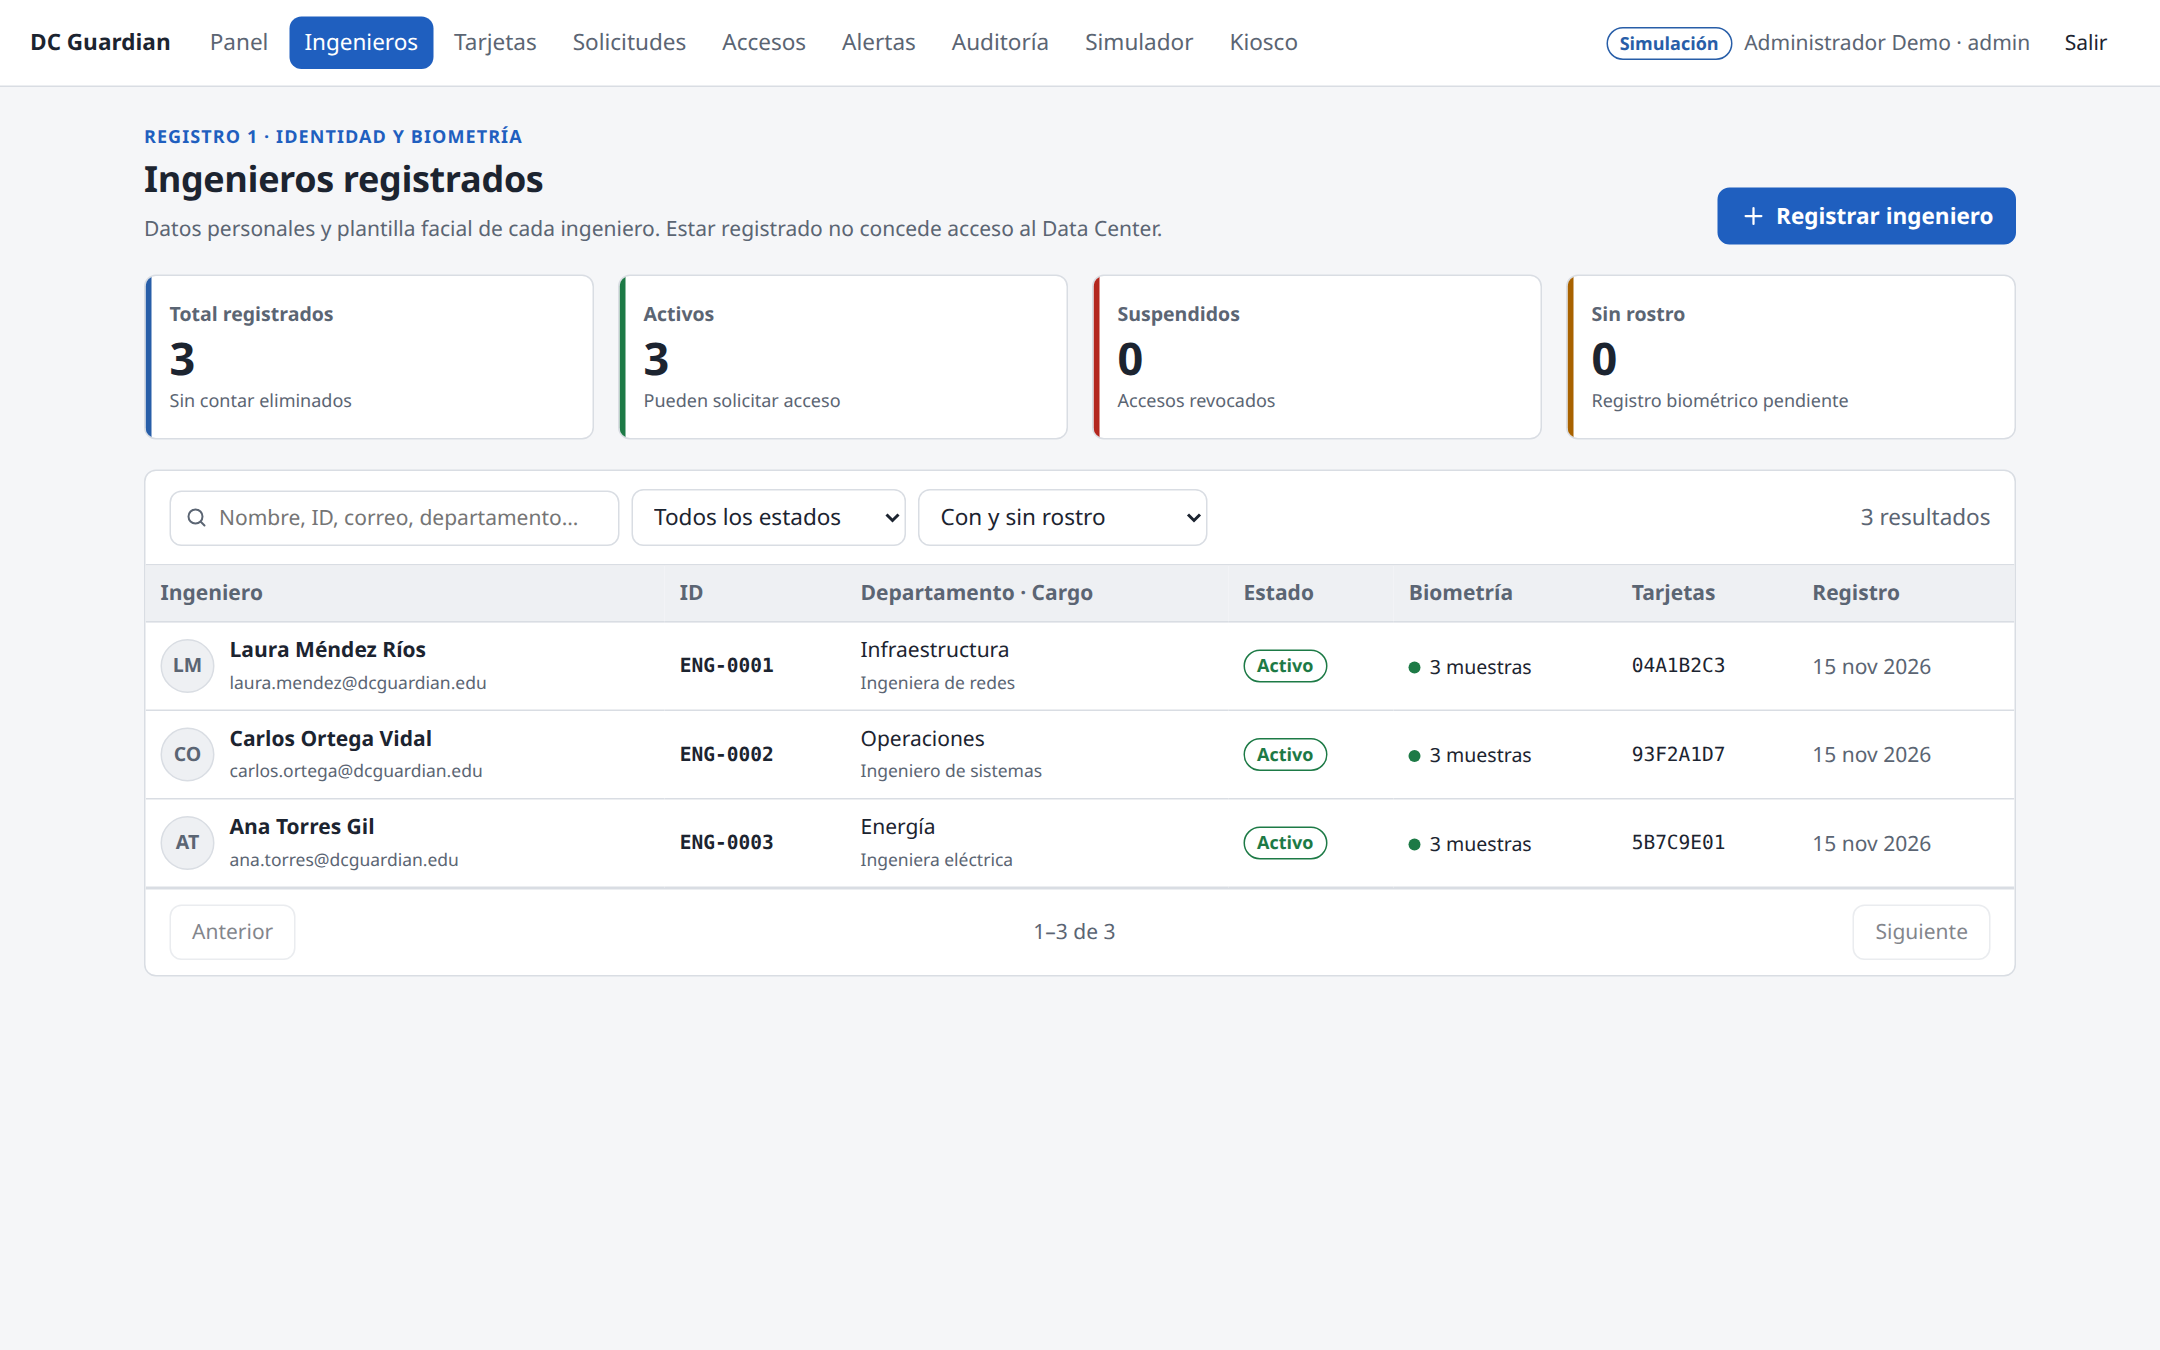 DC Guardian Panel Ingenieros Tarjetas Solicitudes Accesos Alertas Auditoría Simulador Kiosco Simulación Administrador Demo · admin Salir
REGISTRO 1 · IDENTIDAD Y BIOMETRÍA
Ingenieros registrados
Datos personales y plantilla facial de cada ingeniero. Estar registrado no concede acceso al Data Center.
+ Registrar ingeniero
Total registrados
3
Sin contar eliminados
Activos
3
Pueden solicitar acceso
Suspendidos
0
Accesos revocados
Sin rostro
0
Registro biométrico pendiente
Nombre, ID, correo, departamento... Todos los estados Con y sin rostro 3 resultados
Ingeniero ID Departamento · Cargo Estado Biometría Tarjetas Registro
LM Laura Méndez Ríos ENG-0001 Infraestructura Activo 3 muestras 04A1B2C3 15 nov 2026
laura.mendez@dcguardian.edu Ingeniera de redes
CO Carlos Ortega Vidal ENG-0002 Operaciones Activo 3 muestras 93F2A1D7 15 nov 2026
carlos.ortega@dcguardian.edu Ingeniero de sistemas
AT Ana Torres Gil ENG-0003 Energía Activo 3 muestras 5B7C9E01 15 nov 2026
ana.torres@dcguardian.edu Ingeniera eléctrica
Anterior 1–3 de 3 Siguiente